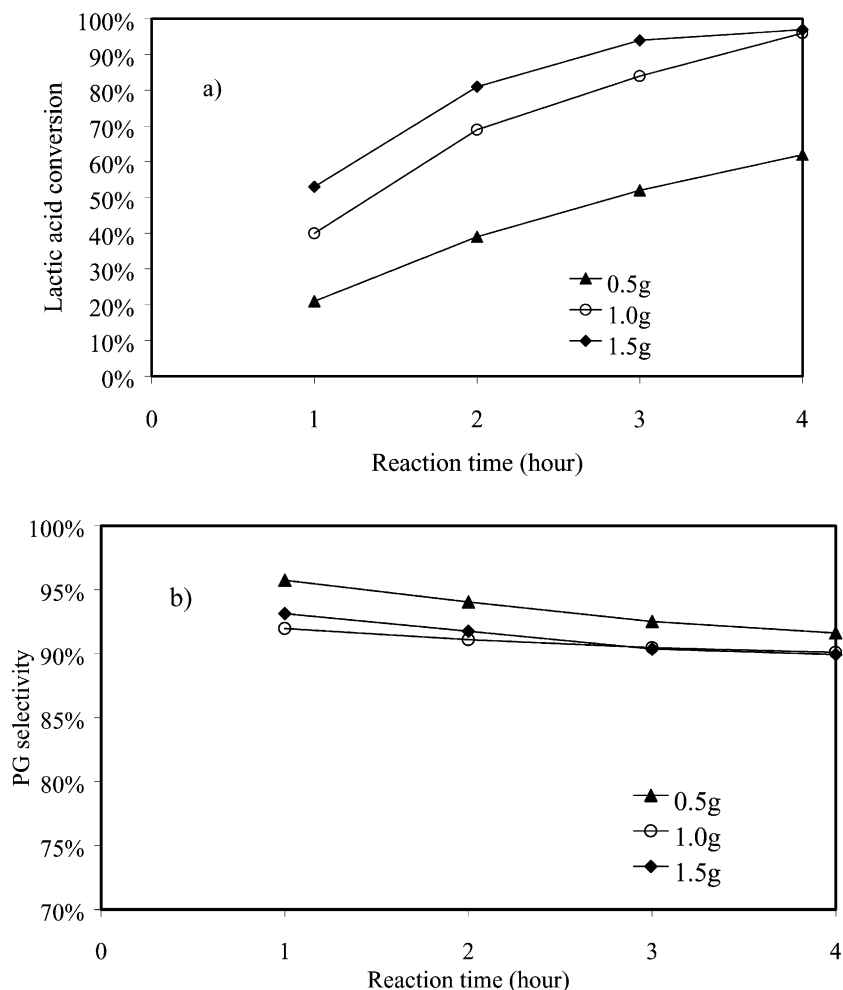 100%
90%
80%
70%
60%
50%
40%
30%
20%
10%
0%
Lactic acid conversion
a)
0.5g
1.0g
1.5g
0 1 2 3 4
Reaction time (hour)
100%
95%
90%
85%
80%
75%
70%
PG selectivity
b)
0.5g
1.0g
1.5g
0 1 2 3 4
Reaction time (hour)